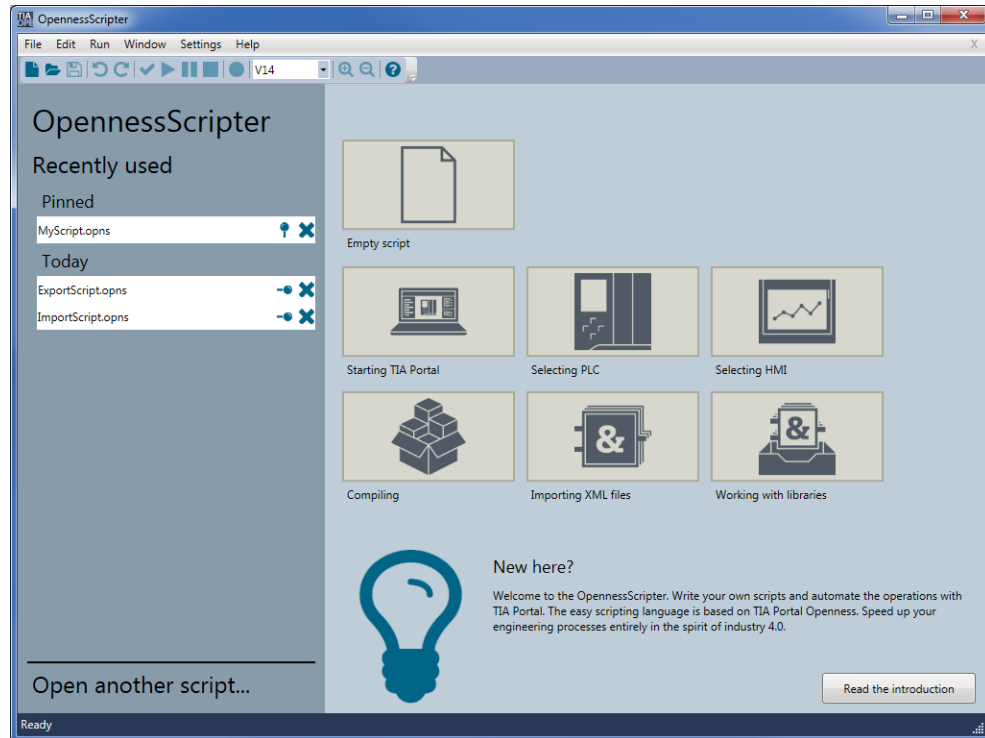 TIA
OPE
OpennessScripter
File Edit Run Window Settings Help
X
V14
OpennessScripter
Recently used
Pinned
MyScript.opns
Today
ExportScript.opns
ImportScript.opns
Open another script...
Empty script
Starting TIA Portal
Selecting PLC
Selecting HMI
&
&
Compiling
Importing XML files
Working with libraries
New here?
Welcome to the OpennessScripter. Write your own scripts and automate the operations with
TIA Portal. The easy scripting language is based on TIA Portal Openness. Speed up your
engineering processes entirely in the spirit of industry 4.0.
Read the introduction
Ready